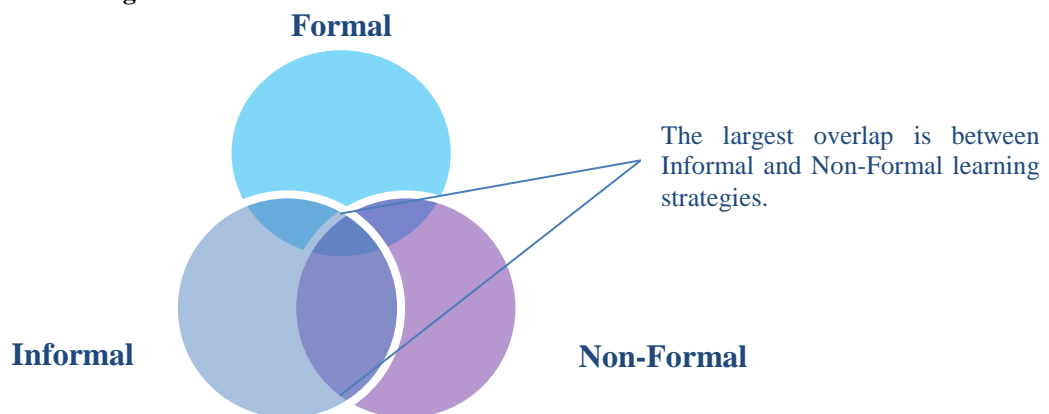 Formal
The largest overlap is between
Informal and Non-Formal learning
strategies.
Informal
Non-Formal